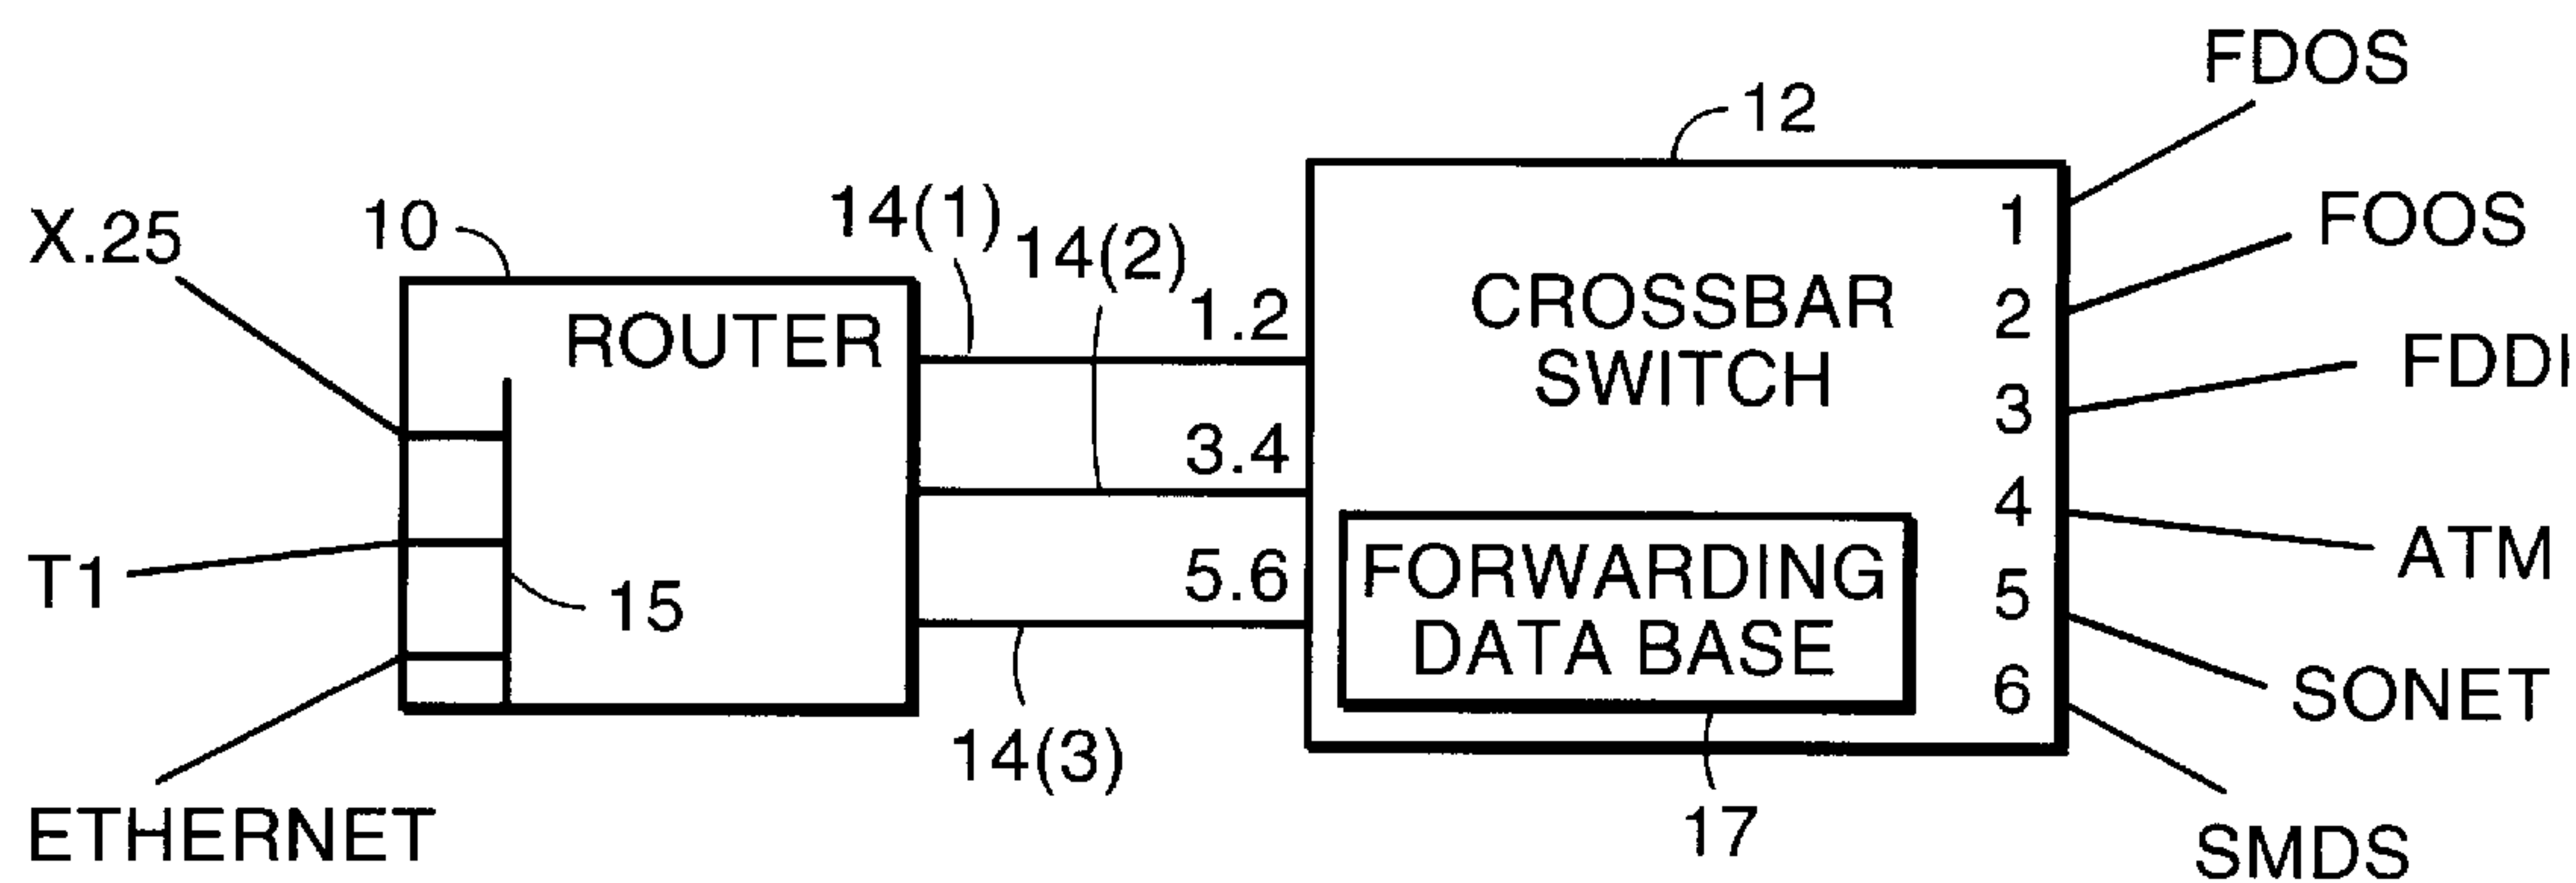 FDOS
12
14(1)
10
X.25
14(2)
1
FOOS
1.2
CROSSBAR
SWITCH
ROUTER
2
FDDI
3
3.4
4
ATM
FORWARDING
DATA BASE
T1
15
5.6
5
6
SONET
14(3)
17
ETHERNET
SMDS